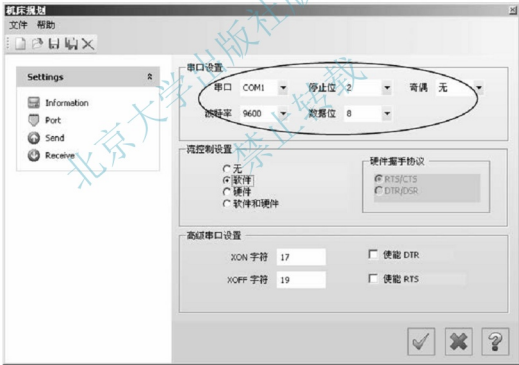 机床规划
文件 帮助
Settings
Information
Port
Send
Receive
串口设置
串口 COM1 停止位 2 奇偶 无
波特率 9600 数据位 8
流控制设置
无
软件
硬件
软件和硬件
硬件握手协议
RTS/CTS
DTR/DSR
高级串口设置
XON 字符 17
使能 DTR
XOFF 字符 19
使能 RTS
北京大学出版社版权
禁止转载